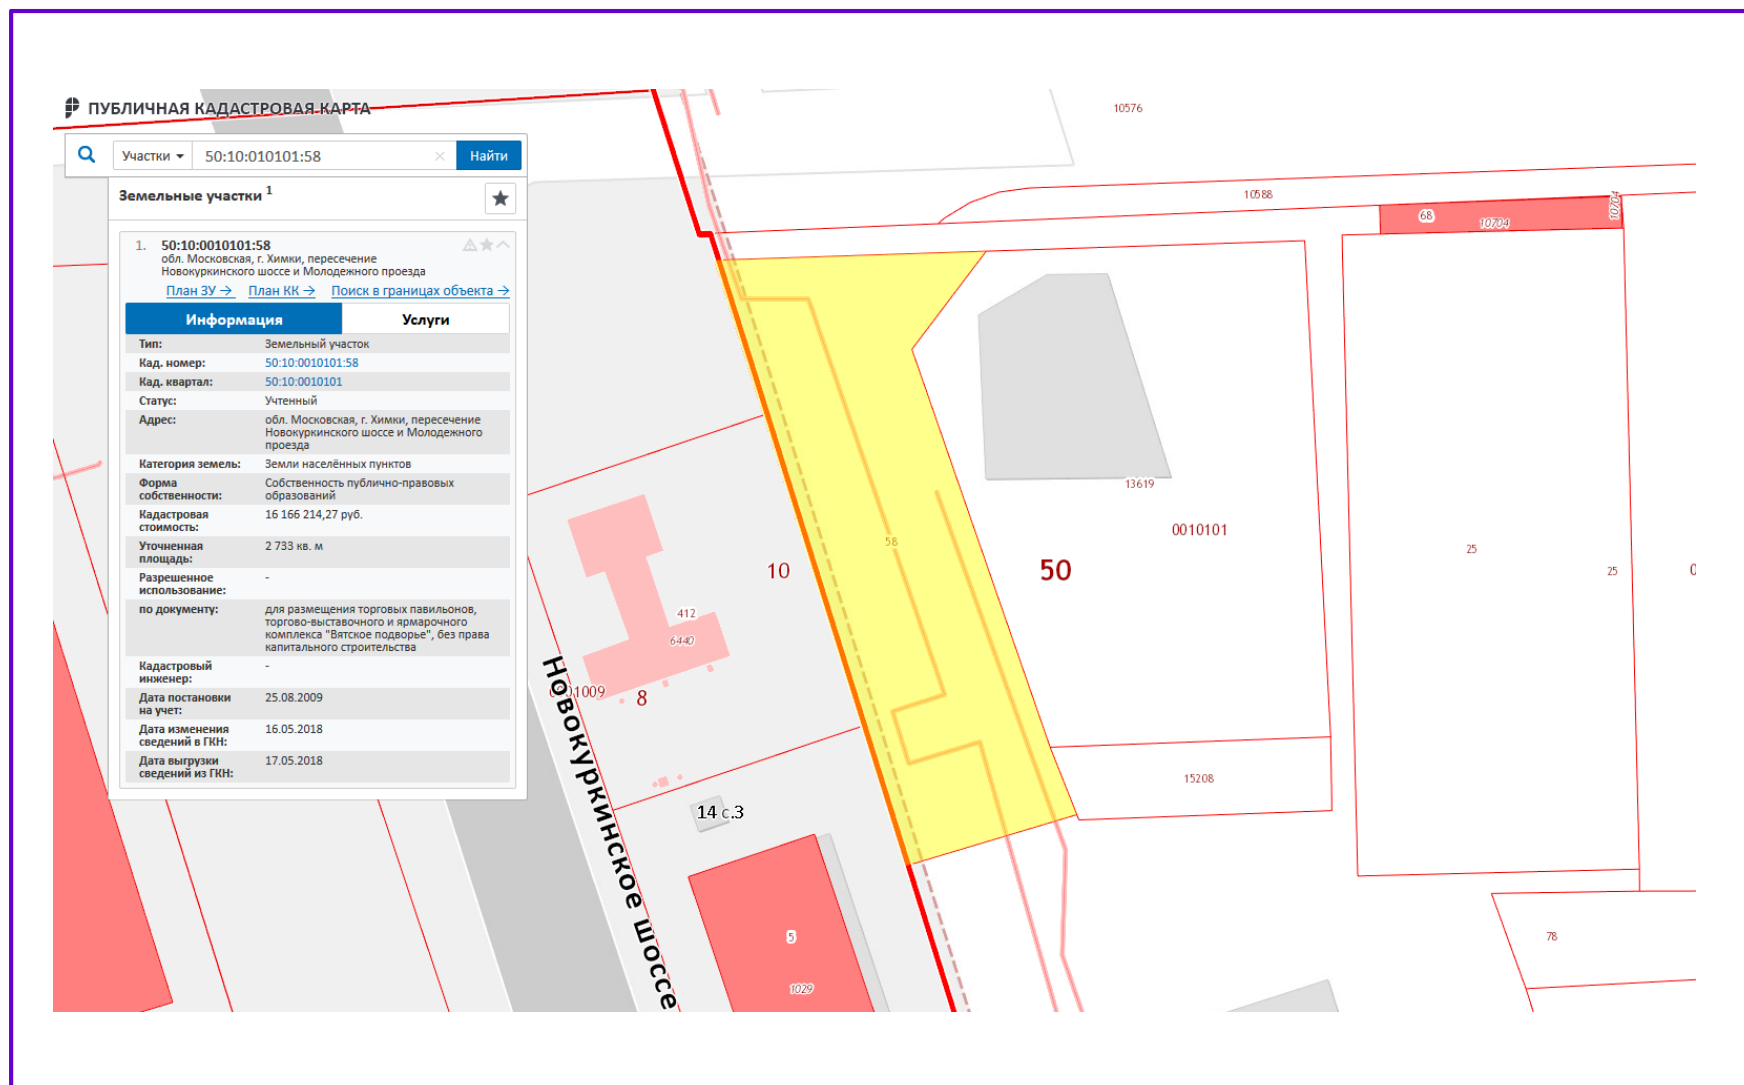 ПУБЛИЧНАЯ КАДАСТРОВАЯ КАРТА
Участки
50:10:010101:58
×
Найти
Земельные участки 1
1. 50:10:0010101:58
обл. Московская, г. Химки, пересечение
Новокуркинского шоссе и Молодежного проезда
План ЗУ → План КК → Поиск в границах объекта →
Информация Услуги
Тип: Земельный участок
Кад. номер: 50:10:0010101:58
Кад. квартал: 50:10:0010101
Статус: Учтенный
Адрес: обл. Московская, г. Химки, пересечение
Новокуркинского шоссе и Молодежного
проезда
Категория земель: Земли населённых пунктов
Форма Собственность публично-правовых
собственности: образований
Кадастровая 16 166 214,27 руб.
стоимость:
Уточненная 2 733 кв. м
площадь:
Разрешенное -
использование:
по документу: для размещения торговых павильонов,
торгово-выставочного и ярмарочного
комплекса "Вятское подворье", без права
капитального строительства
Кадастровый -
инженер:
Дата постановки 25.08.2009
на учет:
Дата изменения 16.05.2018
сведений в ГКН:
Дата выгрузки 17.05.2018
сведений из ГКН:
10576
10588
68
10704
10704
13619
0010101
58
25
25
0
10
50
412
6440
1009
8
15208
14 с.3
Новокуркинское шоссе
5
1029
78